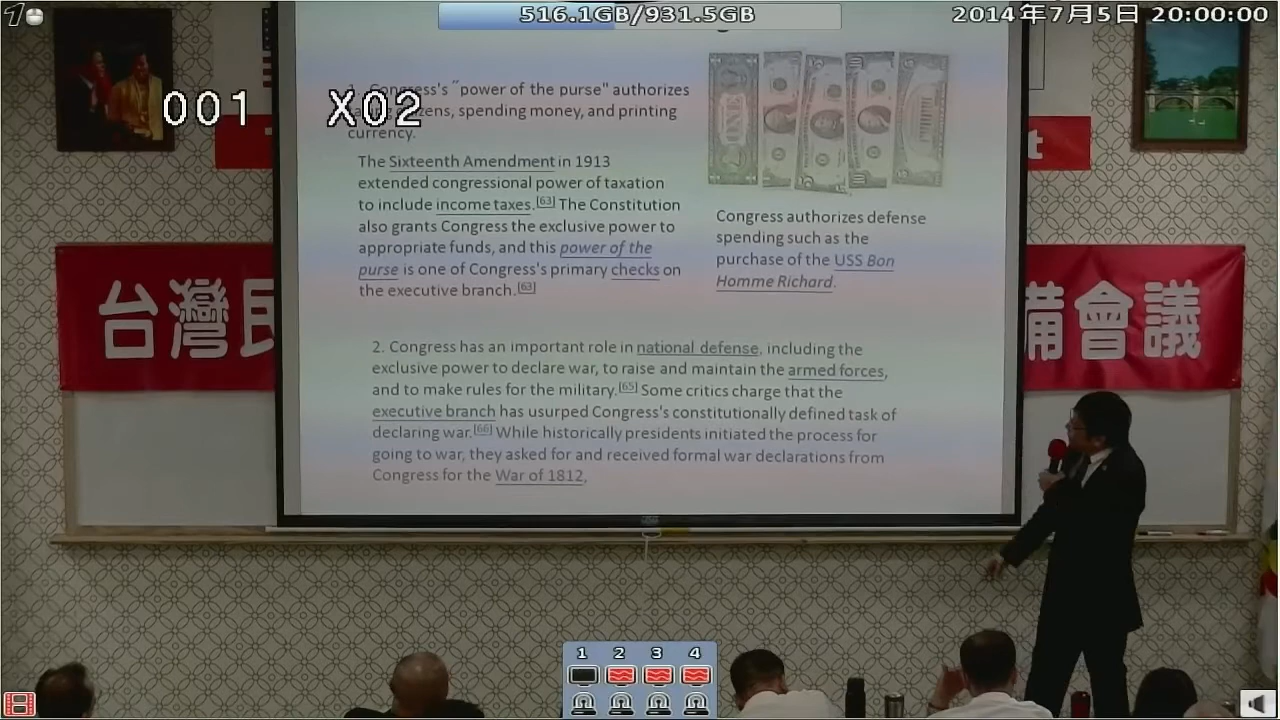 516.1GB/931.5GB
2014年7月5日 20:00:00
001 X02
Congress's "power of the purse" authorizes
spending money, and printing
currency.
The Sixteenth Amendment in 1913
extended congressional power of taxation
to include income taxes.[63] The Constitution
also grants Congress the exclusive power to
appropriate funds, and this power of the
purse is one of Congress's primary checks on
the executive branch.[63]
ONE
Congress authorizes defense
spending such as the
purchase of the USS Bon
Homme Richard.
2. Congress has an important role in national defense, including the
exclusive power to declare war, to raise and maintain the armed forces,
and to make rules for the military.[65] Some critics charge that the
executive branch has usurped Congress's constitutionally defined task of
declaring war.[66] While historically presidents initiated the process for
going to war, they asked for and received formal war declarations from
Congress for the War of 1812,
t
台灣民
備會議
1 2 3 4